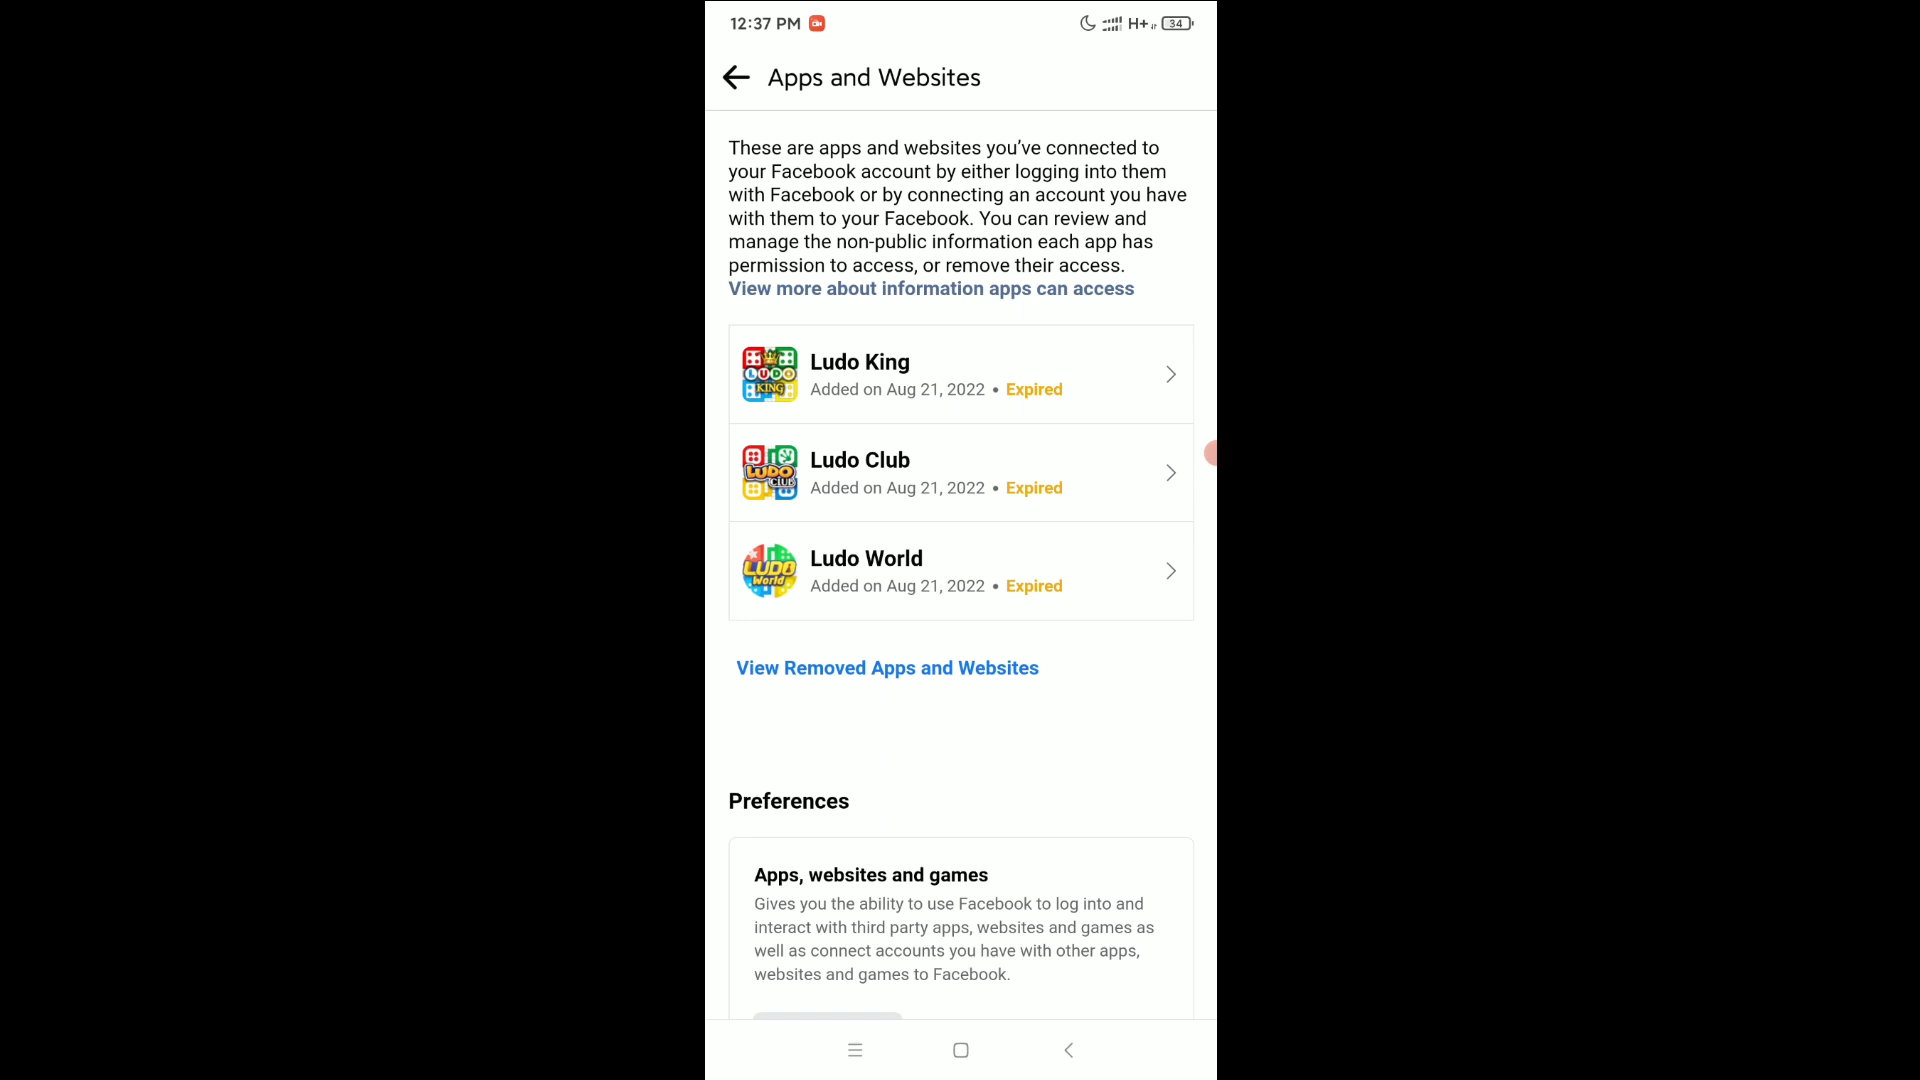 12:37 PM
H+ 34
Apps and Websites
These are apps and websites you’ve connected to
your Facebook account by either logging into them
with Facebook or by connecting an account you have
with them to your Facebook. You can review and
manage the non-public information each app has
permission to access, or remove their access.
View more about information apps can access
LUDO
KING
Ludo King
Added on Aug 21, 2022 • Expired
LUDO
CLUB
Ludo Club
Added on Aug 21, 2022 • Expired
LUDO
World
Ludo World
Added on Aug 21, 2022 • Expired
View Removed Apps and Websites
Preferences
Apps, websites and games
Gives you the ability to use Facebook to log into and
interact with third party apps, websites and games as
well as connect accounts you have with other apps,
websites and games to Facebook.